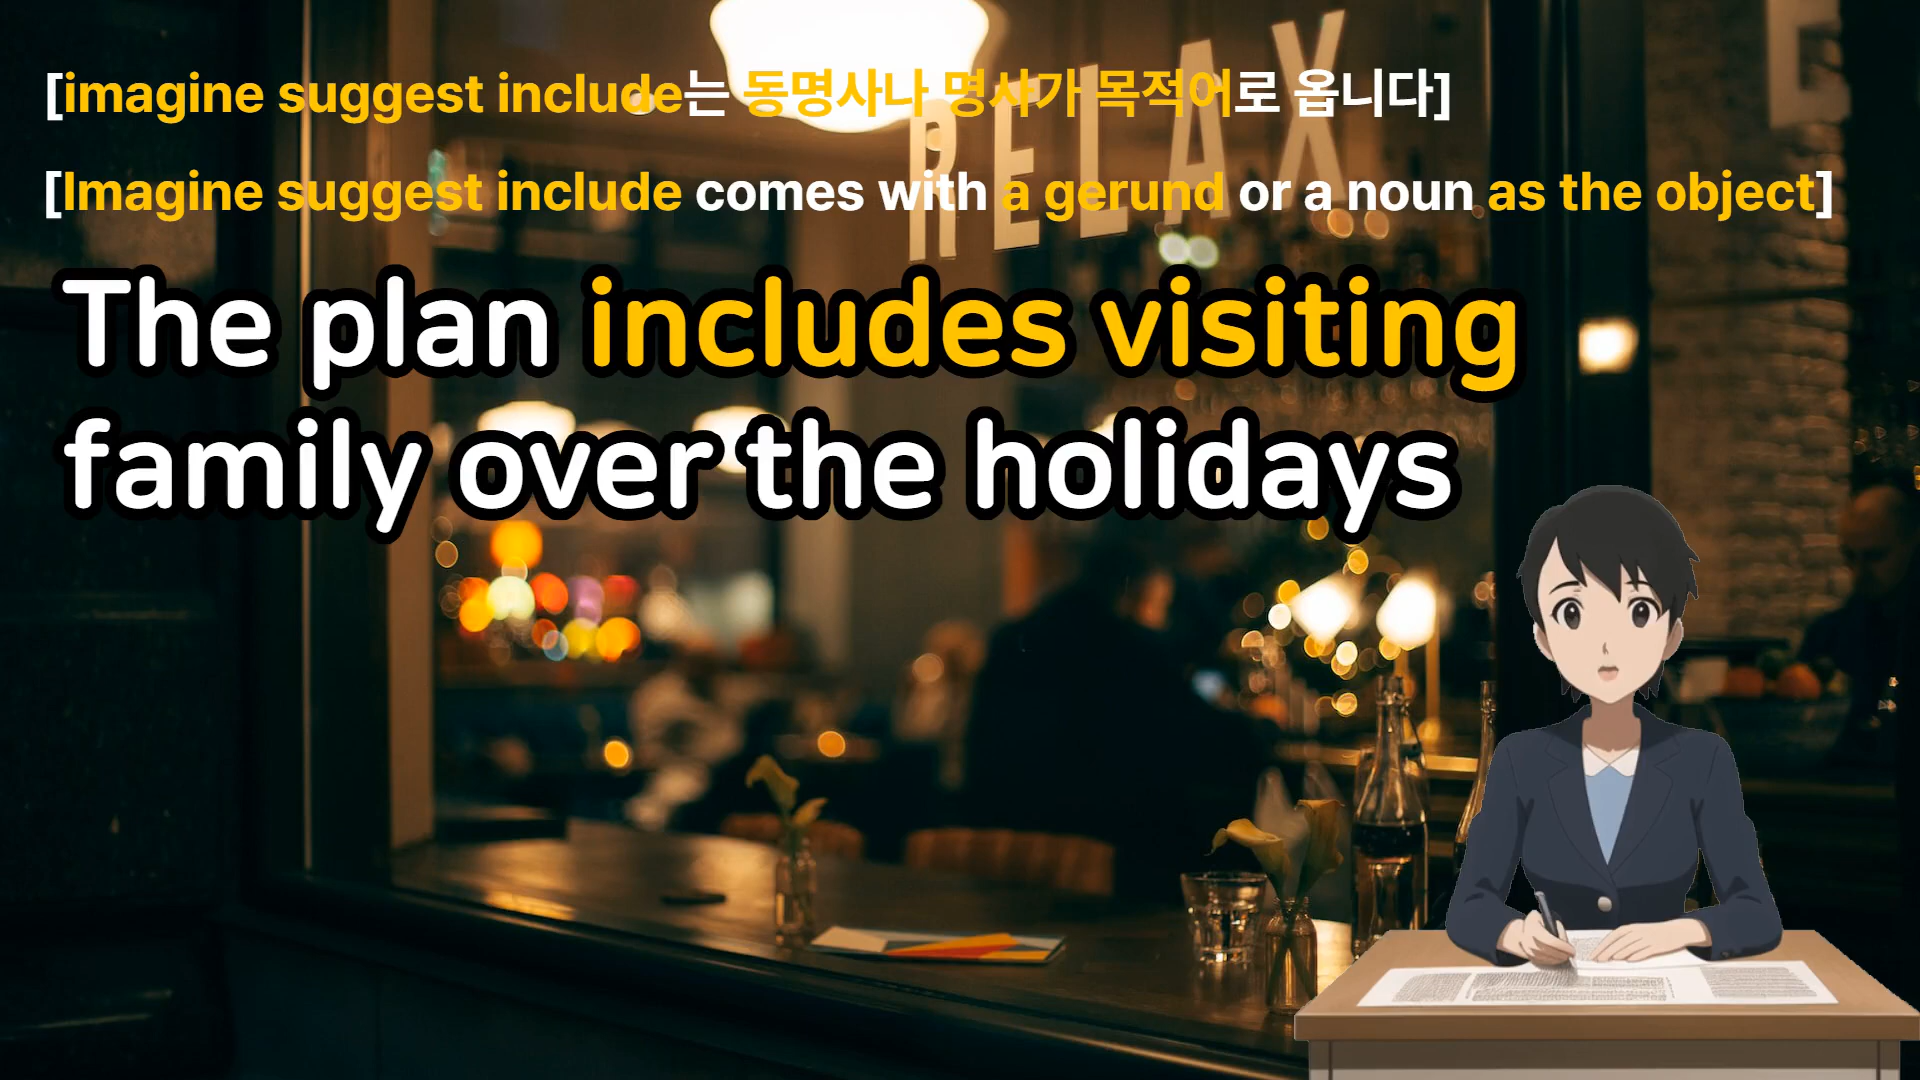 [imagine suggest include는 동명사나 명사가 목적어로 옵니다]
[Imagine suggest include comes with a gerund or a noun as the object]
The plan includes visiting
family over the holidays
RELAX